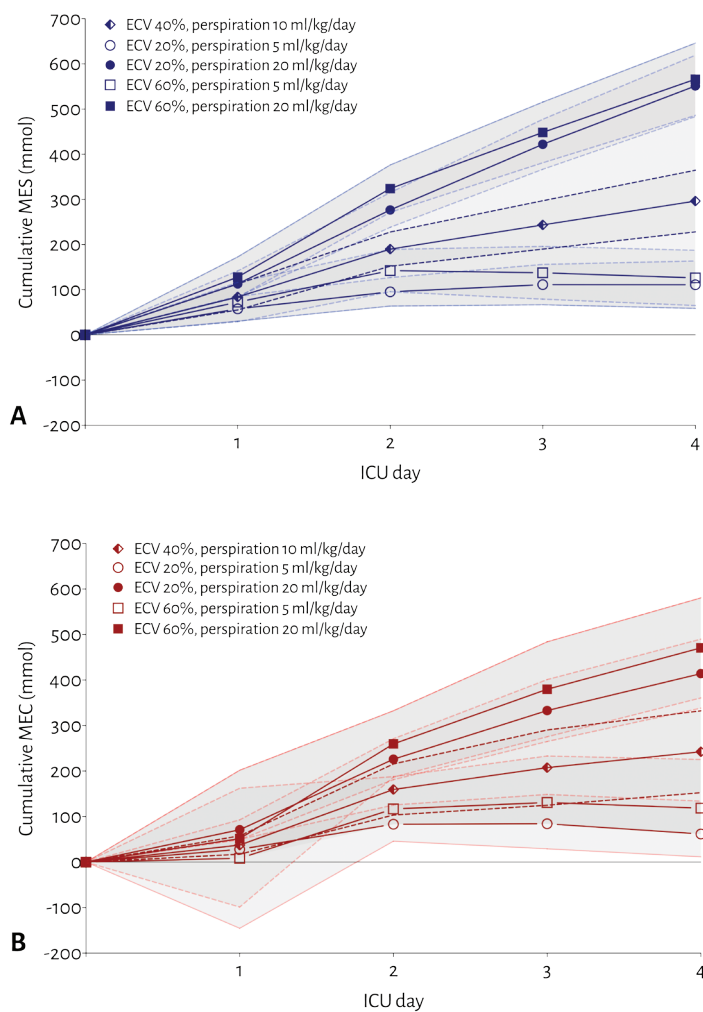 700
600
500
400
300
200
100
0
-100
-200
Cumulative MES (mmol)
ECV 40%, perspiration 10 ml/kg/day
ECV 20%, perspiration 5 ml/kg/day
ECV 20%, perspiration 20 ml/kg/day
ECV 60%, perspiration 5 ml/kg/day
ECV 60%, perspiration 20 ml/kg/day
A
1 2 3 4
ICU day
700
600
500
400
300
200
100
0
-100
-200
Cumulative MEC (mmol)
ECV 40%, perspiration 10 ml/kg/day
ECV 20%, perspiration 5 ml/kg/day
ECV 20%, perspiration 20 ml/kg/day
ECV 60%, perspiration 5 ml/kg/day
ECV 60%, perspiration 20 ml/kg/day
B
1 2 3 4
ICU day